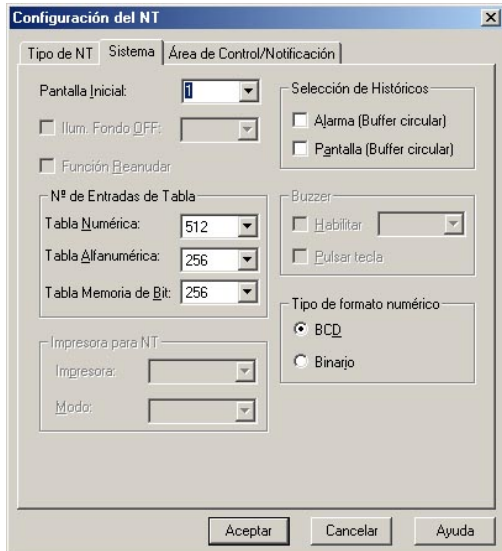 Configuración del NT
Tipo de NT Sistema Área de Control/Notificación
Pantalla Inicial: 1
Ilum. Fondo OFF:
Función Reanudar
Nº de Entradas de Tabla
Tabla Numérica: 512
Tabla Alfanumérica: 256
Tabla Memoria de Bit: 256
Impresora para NT
Impresora:
Modo:
Selección de Históricos
Alarma (Buffer circular)
Pantalla (Buffer circular)
Buzzer
Habilitar
Pulsar tecla
Tipo de formato numérico
BCD
Binario
Aceptar Cancelar Ayuda